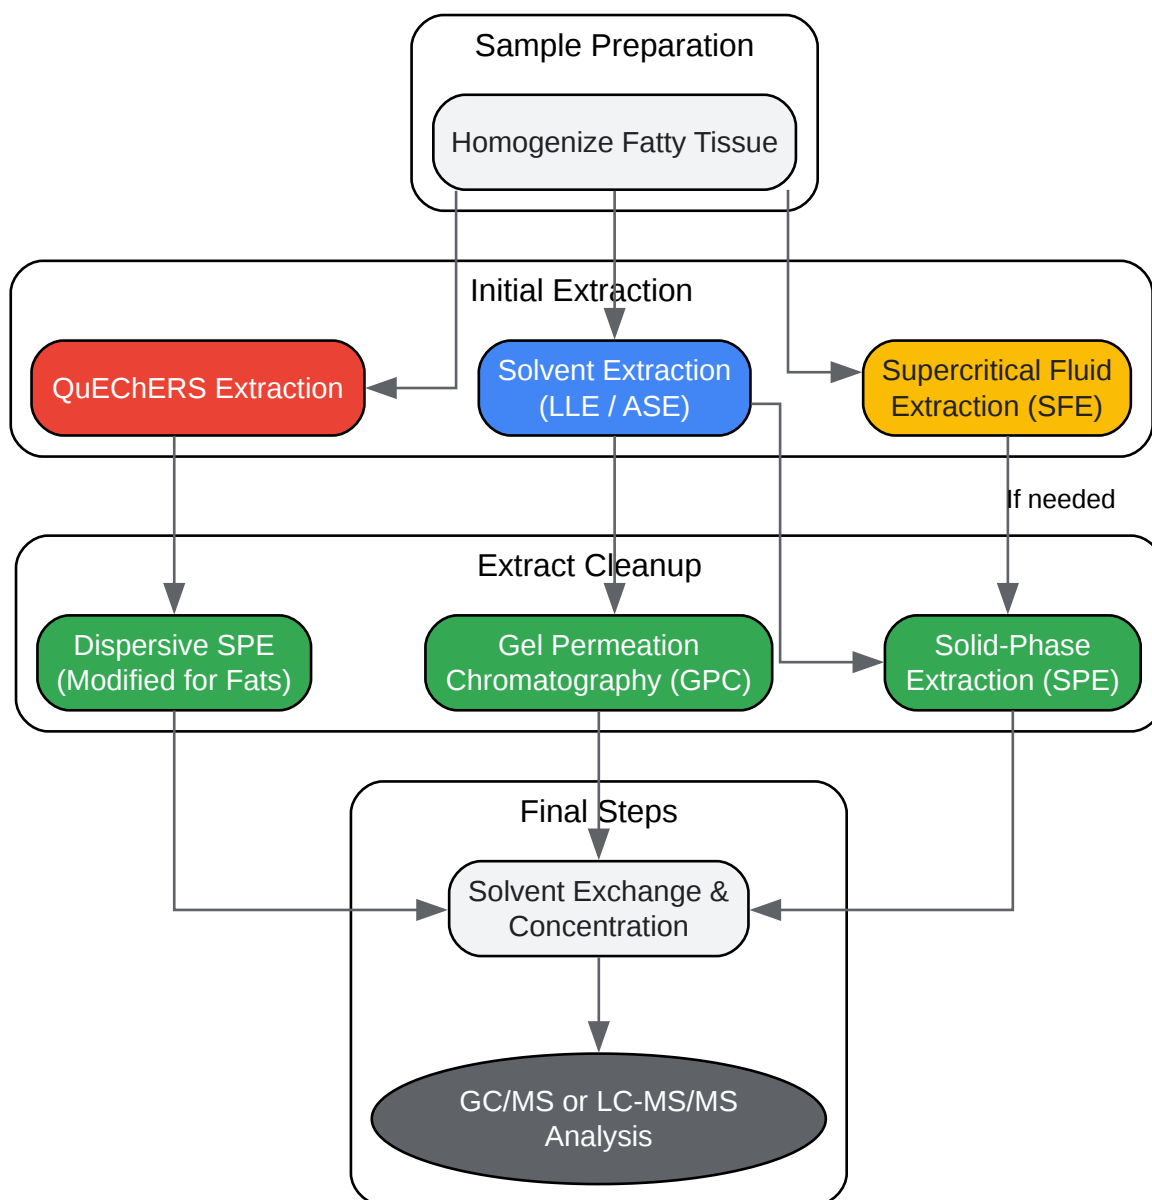 Sample Preparation
Homogenize Fatty Tissue
Initial Extraction
QuEChERS Extraction
Solvent Extraction
(LLE / ASE)
Supercritical Fluid
Extraction (SFE)
If needed
Extract Cleanup
Dispersive SPE
(Modified for Fats)
Gel Permeation
Chromatography (GPC)
Solid-Phase
Extraction (SPE)
Final Steps
Solvent Exchange &
Concentration
GC/MS or LC-MS/MS
Analysis